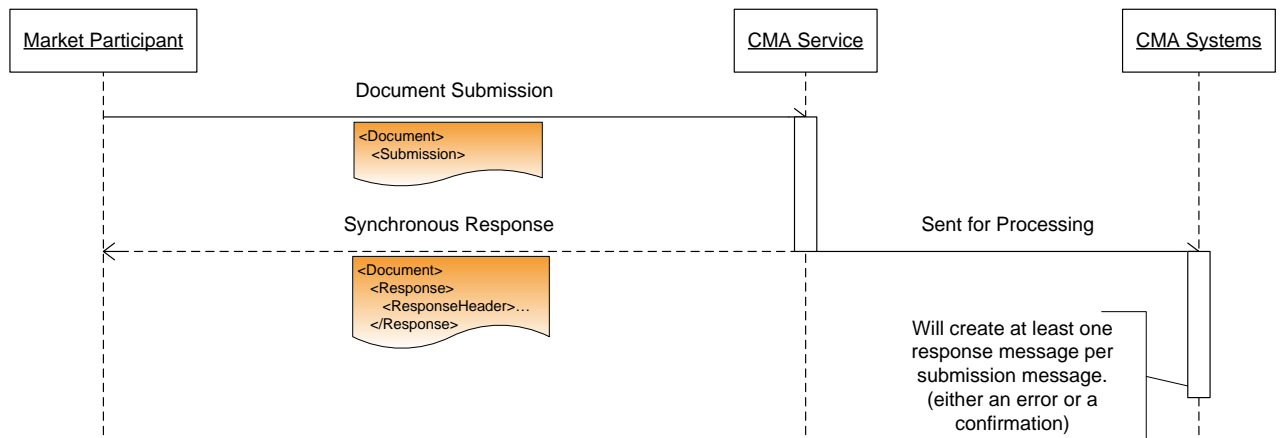 Market Participant
CMA Service
CMA Systems
Document Submission
<Document>
<Submission>
Synchronous Response
Sent for Processing
<Document>
<Response>
<ResponseHeader>…
</Response>
Will create at least one
response message per
submission message.
(either an error or a
confirmation)